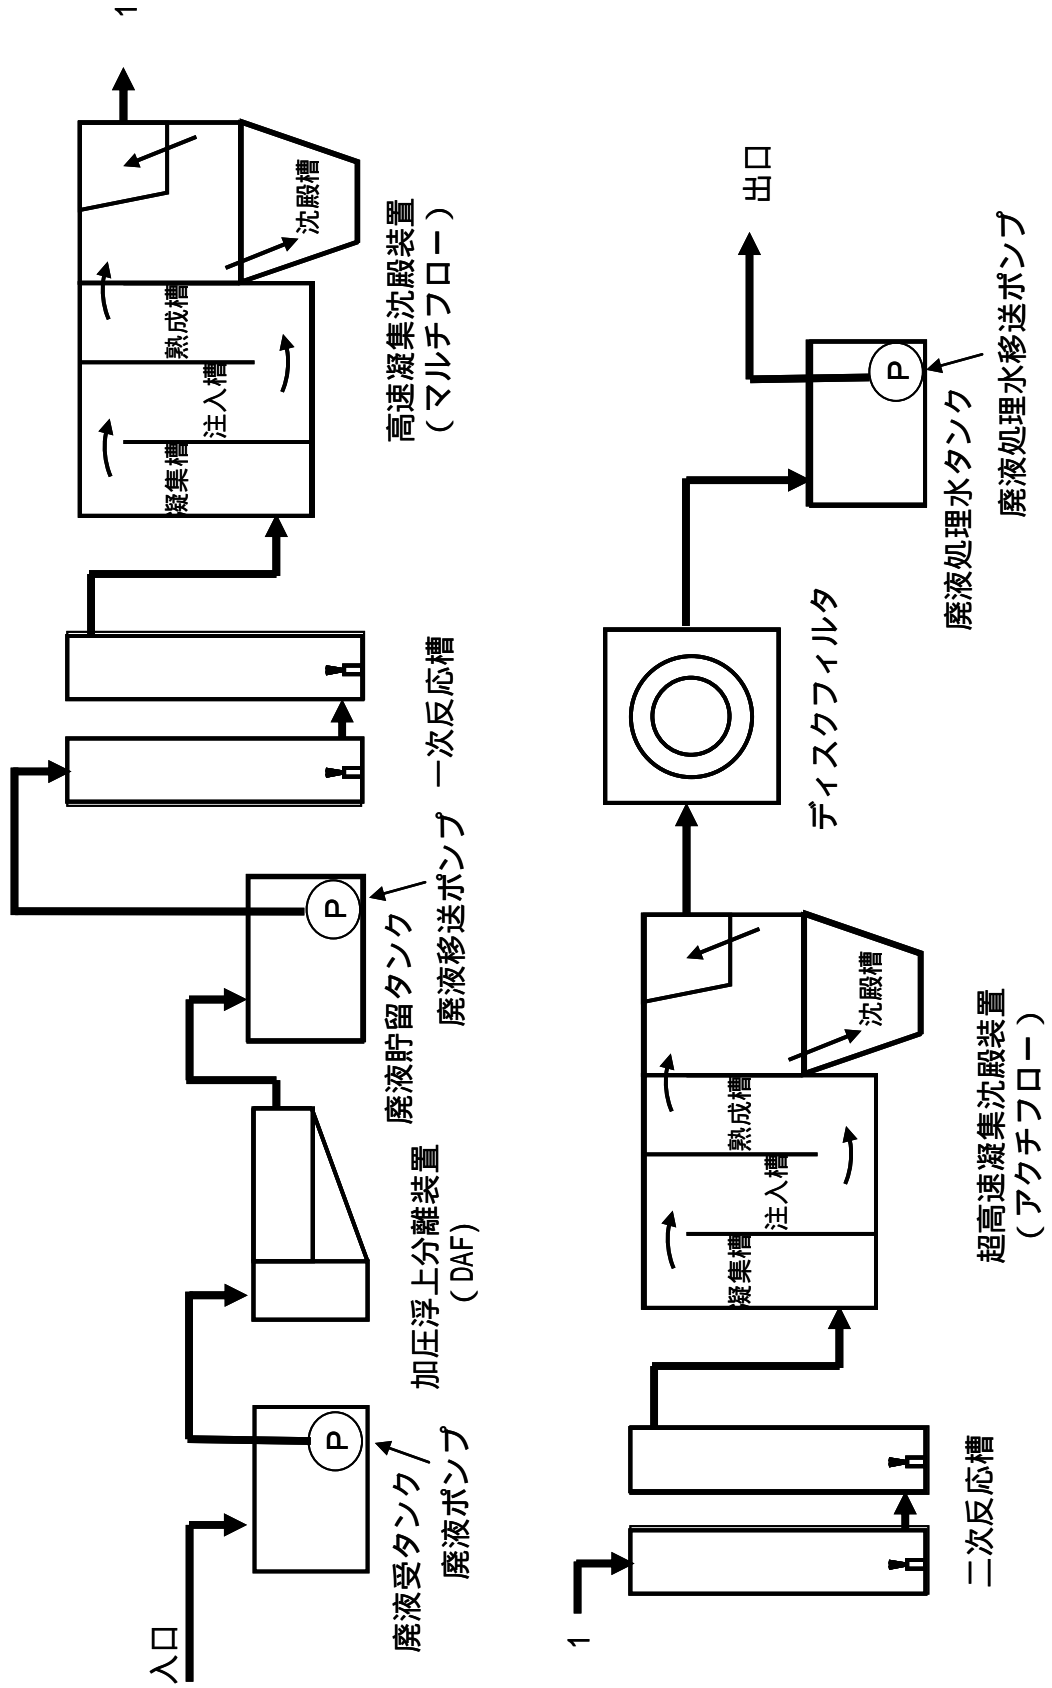 入口
廃液受タンク/
廃液ポンプ
P
加圧浮上分離装置
(DAF)
廃液貯留タンク
廃液移送ポンプ
P
一次反応槽
凝集槽
注入槽
熟成槽
沈殿槽
高速凝集沈殿装置
(マルチフロー)
1
1
二次反応槽
凝集槽
注入槽
熟成槽
沈殿槽
超高速凝集沈殿装置
(アクチフロー)
ディスクフィルタ
廃液処理水タンク
廃液処理水移送ポンプ
P
出口